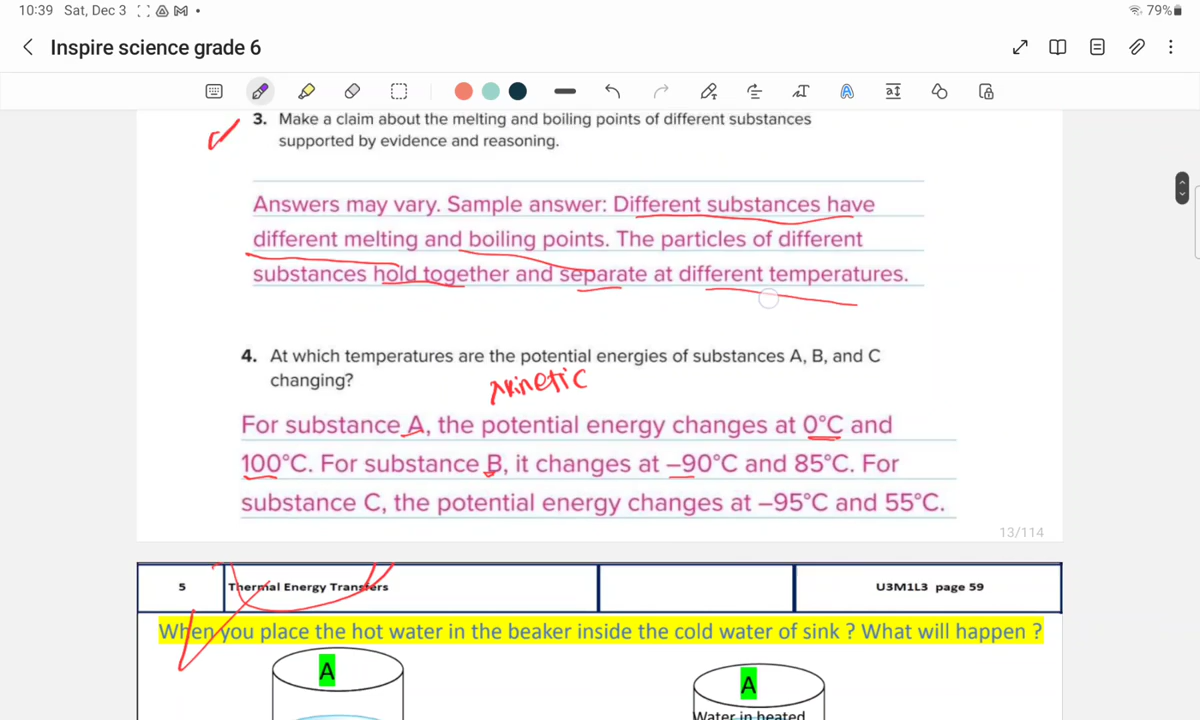 10:39 Sat, Dec 3
79%
Inspire science grade 6
3. Make a claim about the melting and boiling points of different substances
supported by evidence and reasoning.
Answers may vary. Sample answer: Different substances have
different melting and boiling points. The particles of different
substances hold together and separate at different temperatures.
4. At which temperatures are the potential energies of substances A, B, and C
changing?
kinetic
For substance A, the potential energy changes at 0°C and
100°C. For substance B, it changes at –90°C and 85°C. For
substance C, the potential energy changes at –95°C and 55°C.
13/114
5 Thermal Energy Transfers U3M1L3 page 59
When you place the hot water in the beaker inside the cold water of sink ? What will happen ?
A
A
Water in heated